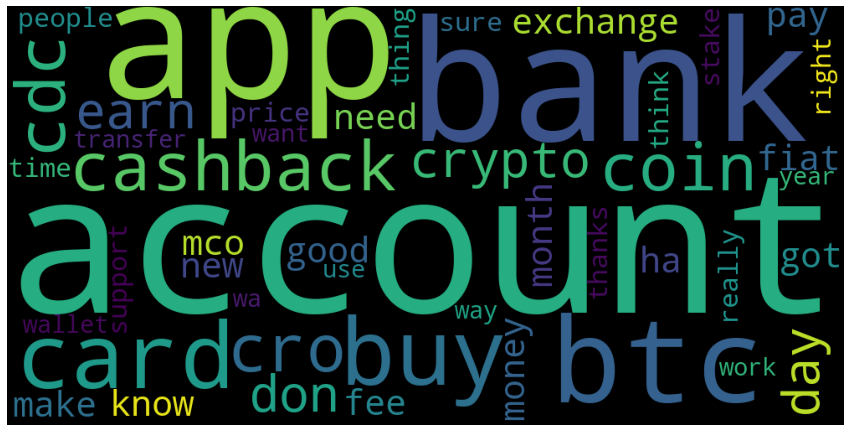 people
app
thing
sure
exchange
stake
pay
cdc
bank
right
earn
price
need
think
transfer
want
time
cashback
crypto
coin
fiat
year
account
mco
new
good
use
month
thanks
ha
really
got
support
wallet
wa
way
card
cro
buy
money
btc
work
day
make
know
don
fee